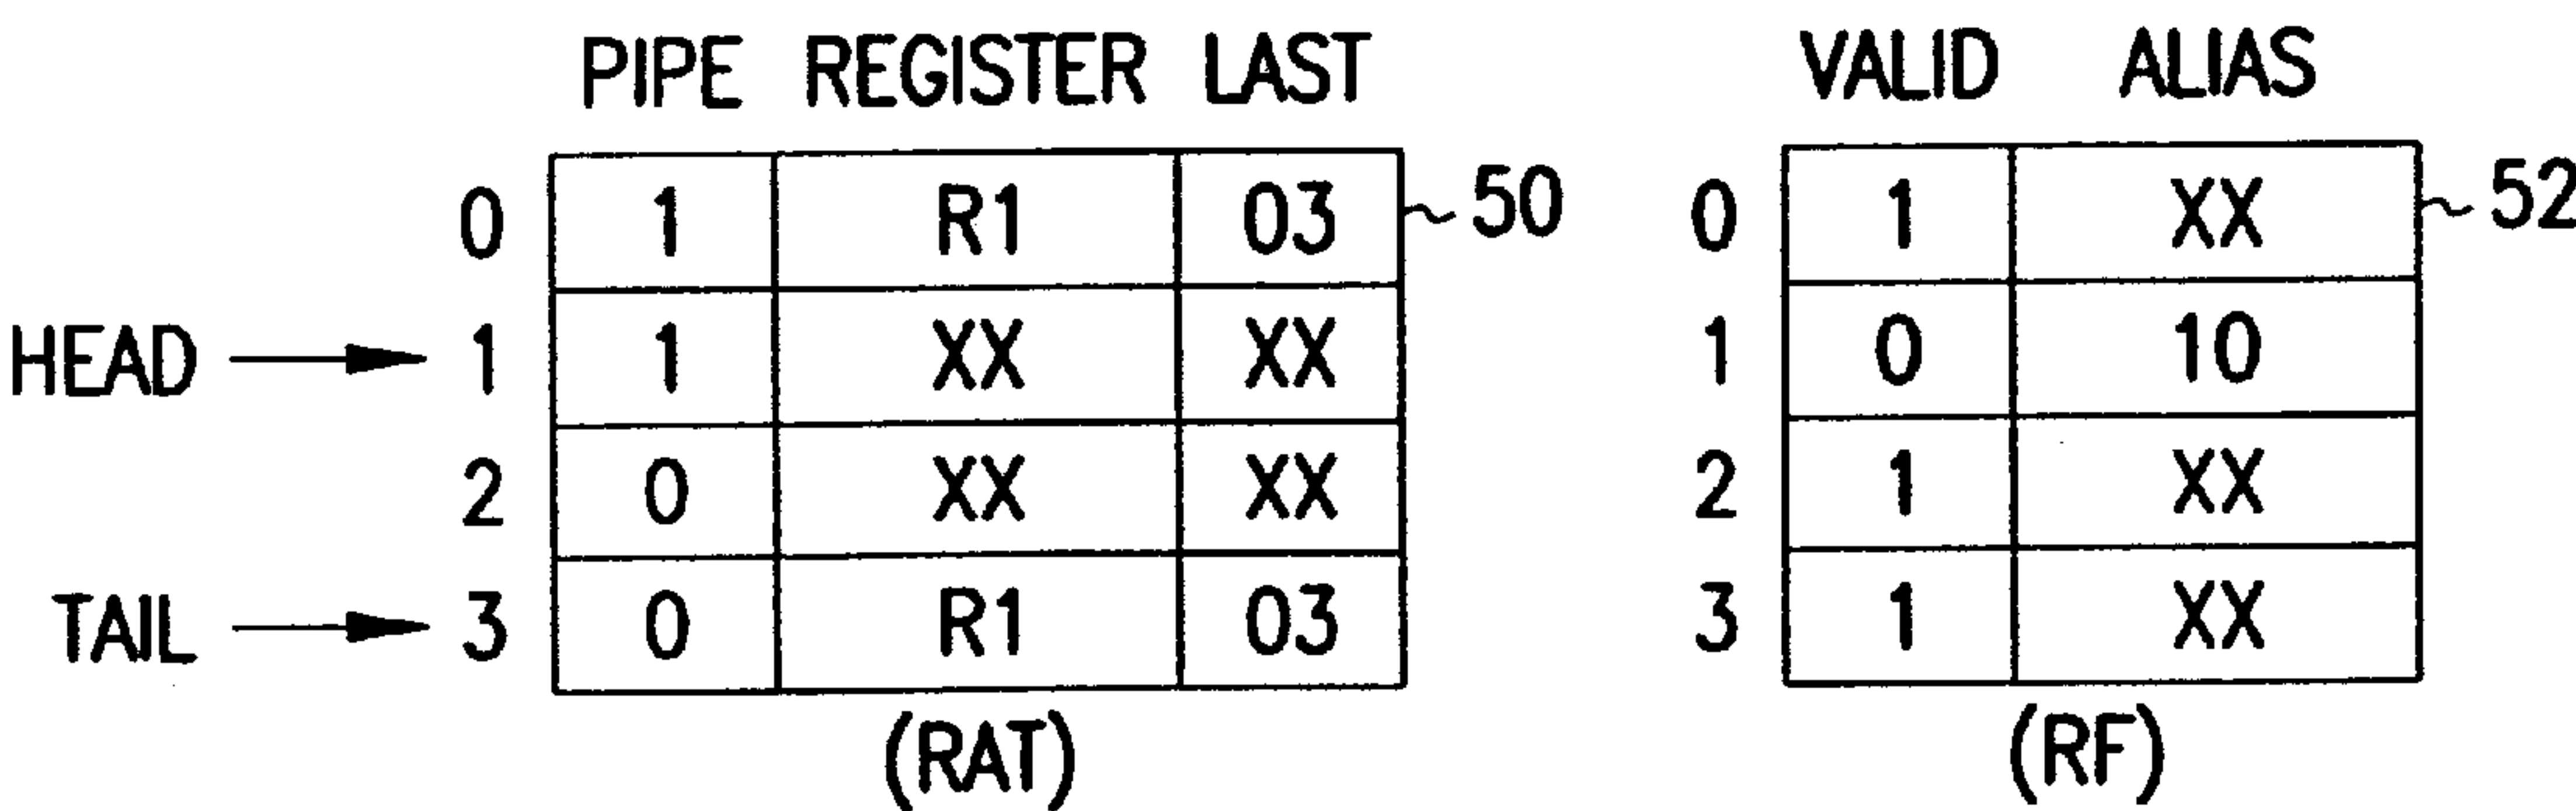 PIPE REGISTER LAST VALID ALIAS
0 1 R1 03 50 0 1 XX 52
HEAD 1 1 XX XX 1 0 10
2 0 XX XX 2 1 XX
TAIL 3 0 R1 03 3 1 XX
(RAT) (RF)